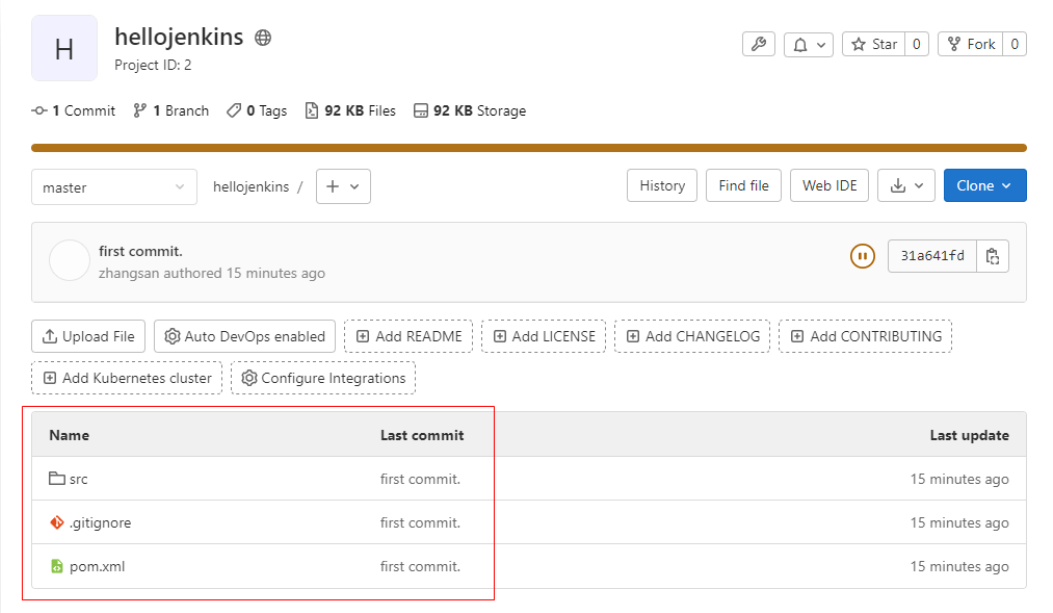 H
hellojenkins
Project ID: 2
Star 0 Fork 0
1 Commit 1 Branch 0 Tags 92 KB Files 92 KB Storage
master hellojenkins / + History Find file Web IDE Clone
first commit.
zhangsan authored 15 minutes ago
31a641fd
Upload File Auto DevOps enabled Add README Add LICENSE Add CHANGELOG Add CONTRIBUTING
Add Kubernetes cluster Configure Integrations
Name Last commit Last update
src first commit. 15 minutes ago
.gitignore first commit. 15 minutes ago
pom.xml first commit. 15 minutes ago